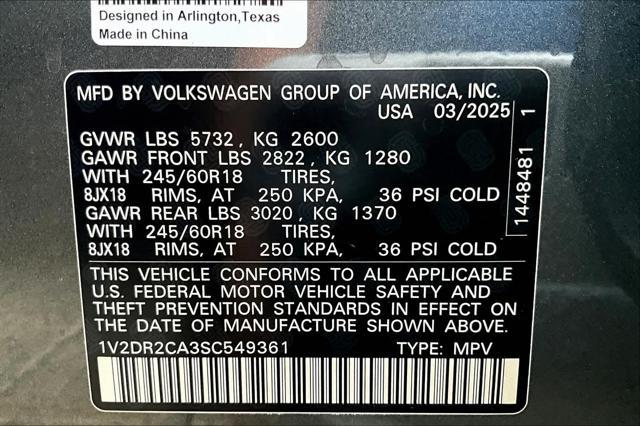 Designed in Arlington,Texas
Made in China
MFD BY VOLKSWAGEN GROUP OF AMERICA, INC.
USA 03/2025
GVWR LBS 5732 , KG 2600
GAWR FRONT LBS 2822 , KG 1280
WITH 245/60R18 TIRES,
8JX18 RIMS, AT 250 KPA, 36 PSI COLD
GAWR REAR LBS 3020 , KG 1370
WITH 245/60R18 TIRES,
8JX18 RIMS, AT 250 KPA, 36 PSI COLD
1448481 1
THIS VEHICLE CONFORMS TO ALL APPLICABLE
U.S. FEDERAL MOTOR VEHICLE SAFETY AND
THEFT PREVENTION STANDARDS IN EFFECT ON
THE DATE OF MANUFACTURE SHOWN ABOVE.
1V2DR2CA3SC549361 TYPE: MPV